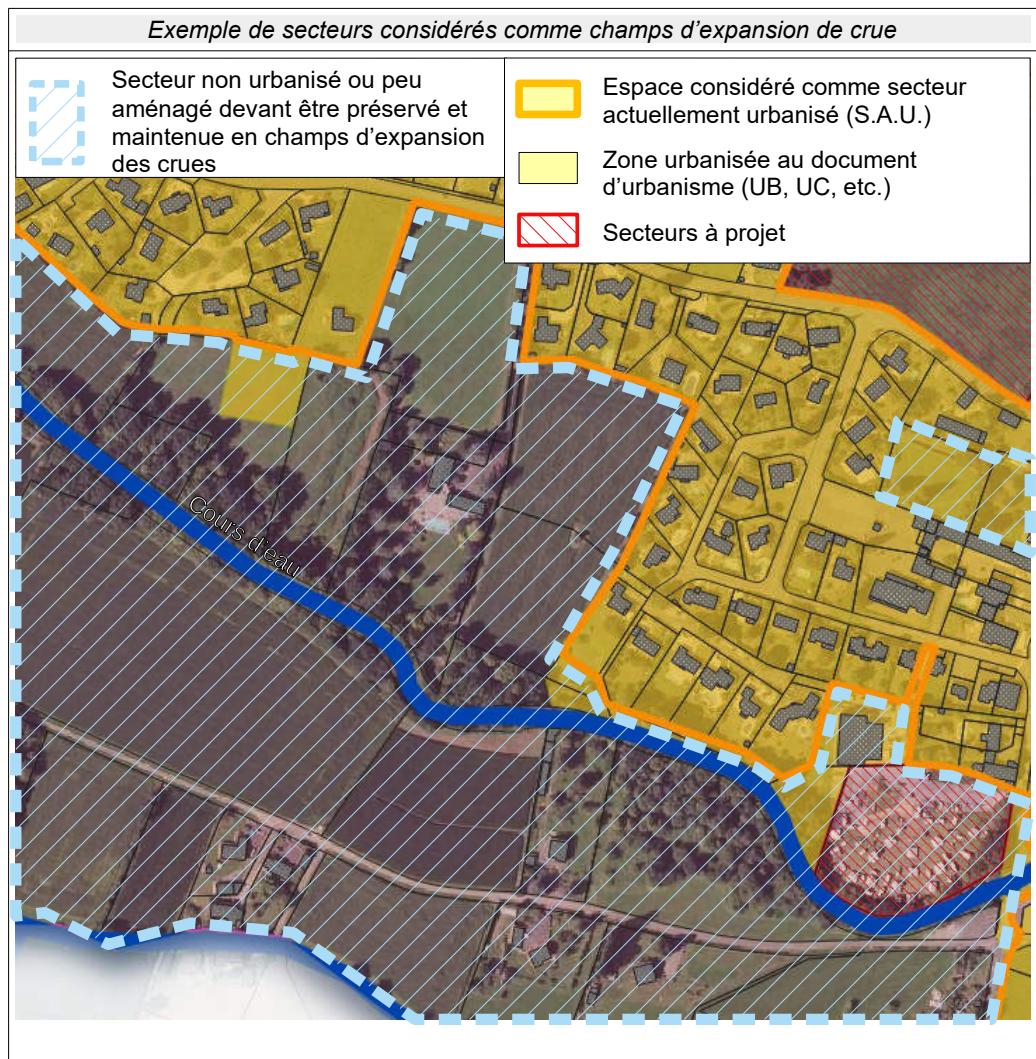 Exemple de secteurs considérés comme champs d'expansion de crue
Secteur non urbanisé ou peu
aménagé devant être préservé et
maintenue en champs d'expansion
des crues
Espace considéré comme secteur
actuellement urbanisé (S.A.U.)
Zone urbanisée au document
d'urbanisme (UB, UC, etc.)
Secteurs à projet
Cours d'eau